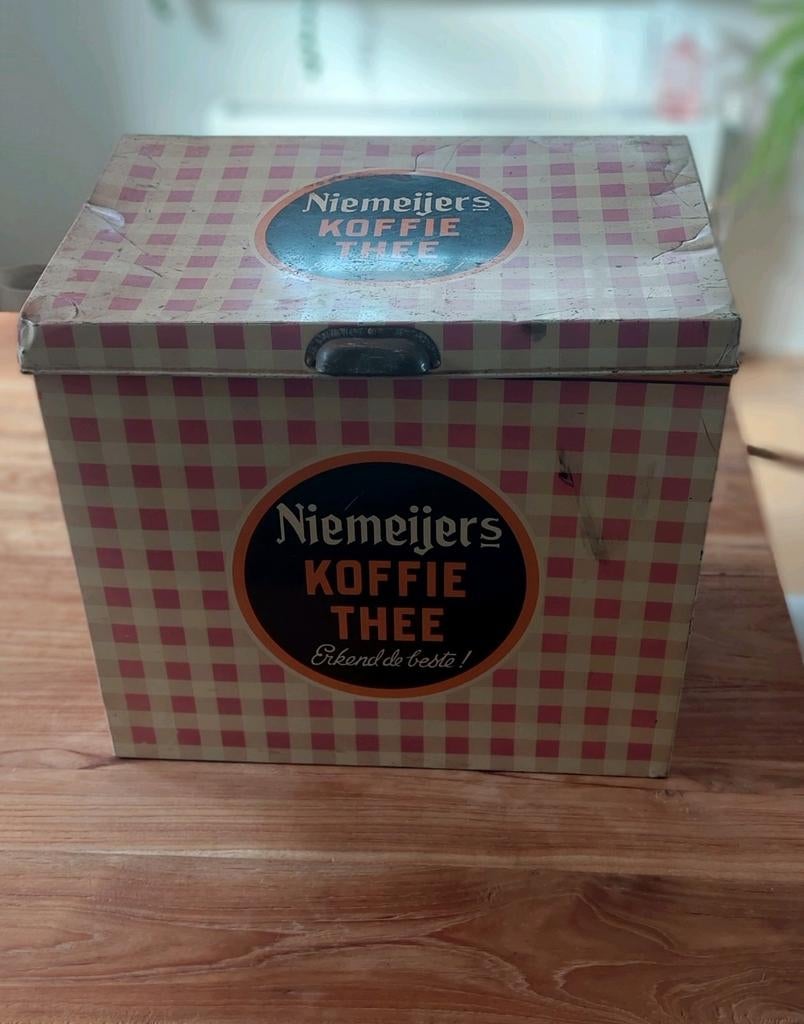 Niemeijers
KOFFIE
THEE
Niemeijers
KOFFIE
THEE
Erkend de beste!